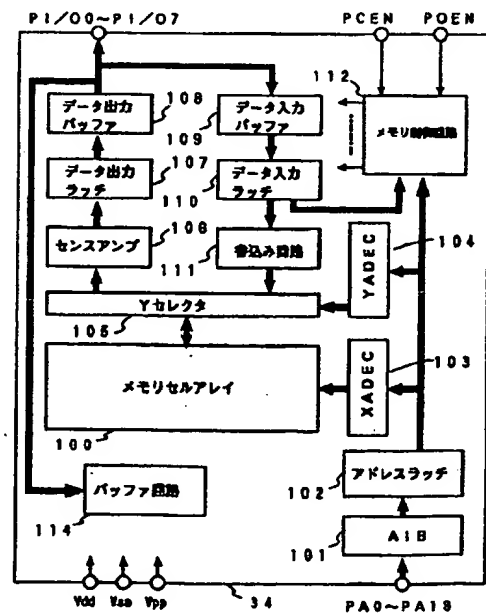 PI/O0~PI/O7
PCEN
POEN
112
データ出力
バッファ
108
データ入力
バッファ
109
メモリ制御回路
データ出力
ラッチ
107
データ入力
ラッチ
110
センスアンプ
106
書込み回路
111
YADEC
104
Yセレクタ
105
メモリセルアレイ
100
XADEC
103
アドレスラッチ
102
バッファ回路
114
AIB
101
Vdd
Vss
Vpp
34
PA0~PA18